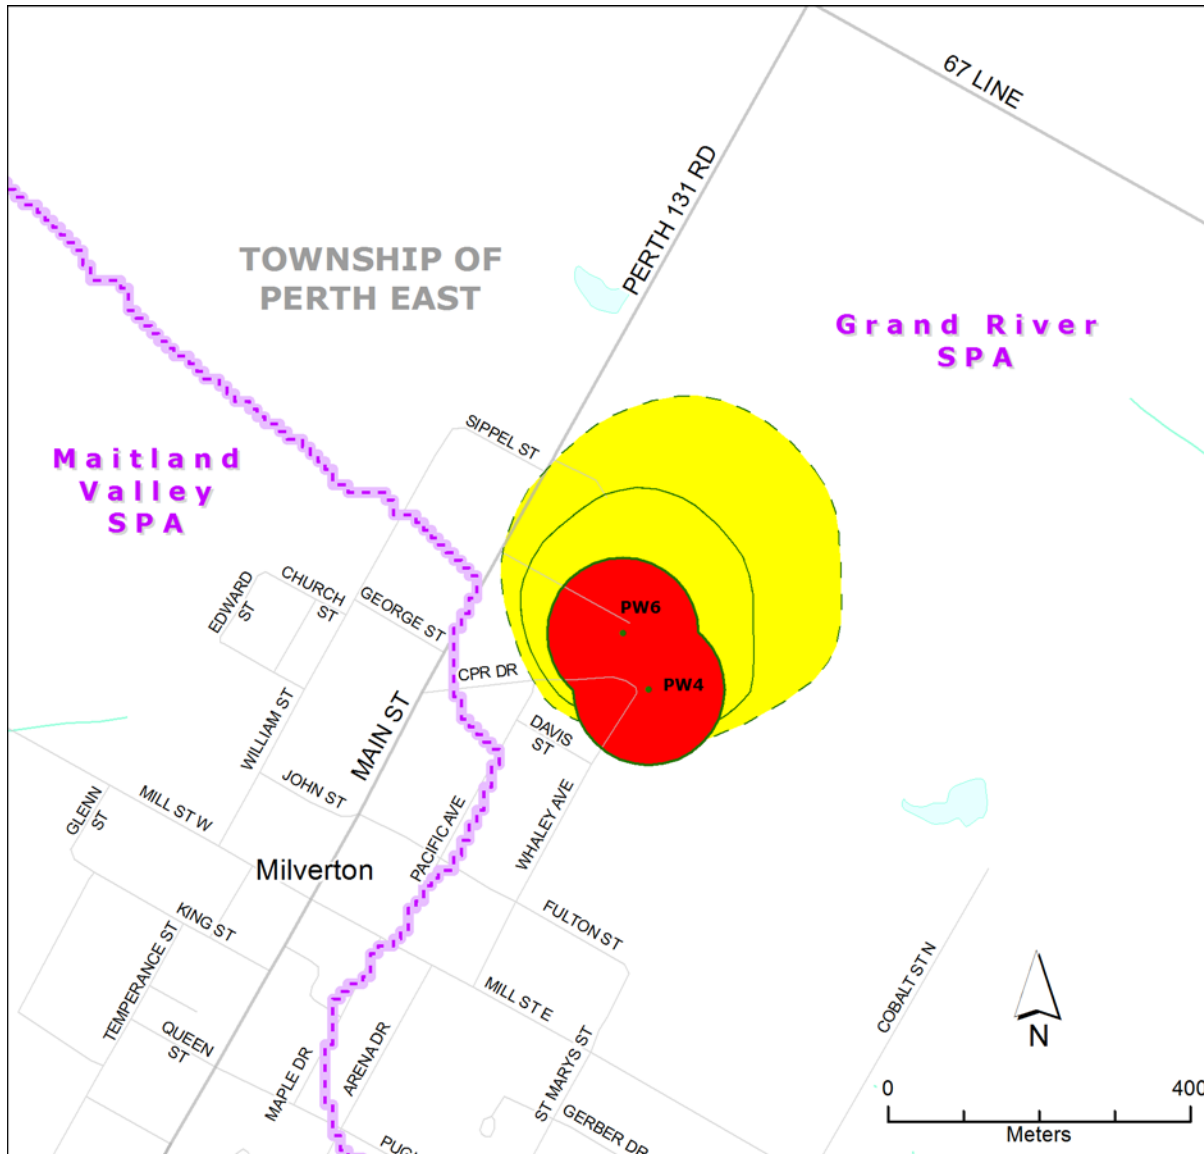 67 LINE
PERTH 131 RD
TOWNSHIP OF
PERTH EAST
Grand River
SPA
Maitland
Valley
SPA
SIPPEL ST
EDWARD
ST
CHURCH
ST
GEORGE ST
PW6
CPR DR
PW4
WILLIAM ST
MAIN ST
DAVIS
ST
JOHN ST
GLENN
ST
MILL ST W
PACIFIC AVE
WHALEY AVE
Milverton
KING ST
FULTON ST
TEMPERANCE ST
COBALT ST N
MILL ST E
QUEEN
ST
MAPLE DR
ARENA DR
ST MARYS ST
GERBER DR
N
0 400
Meters